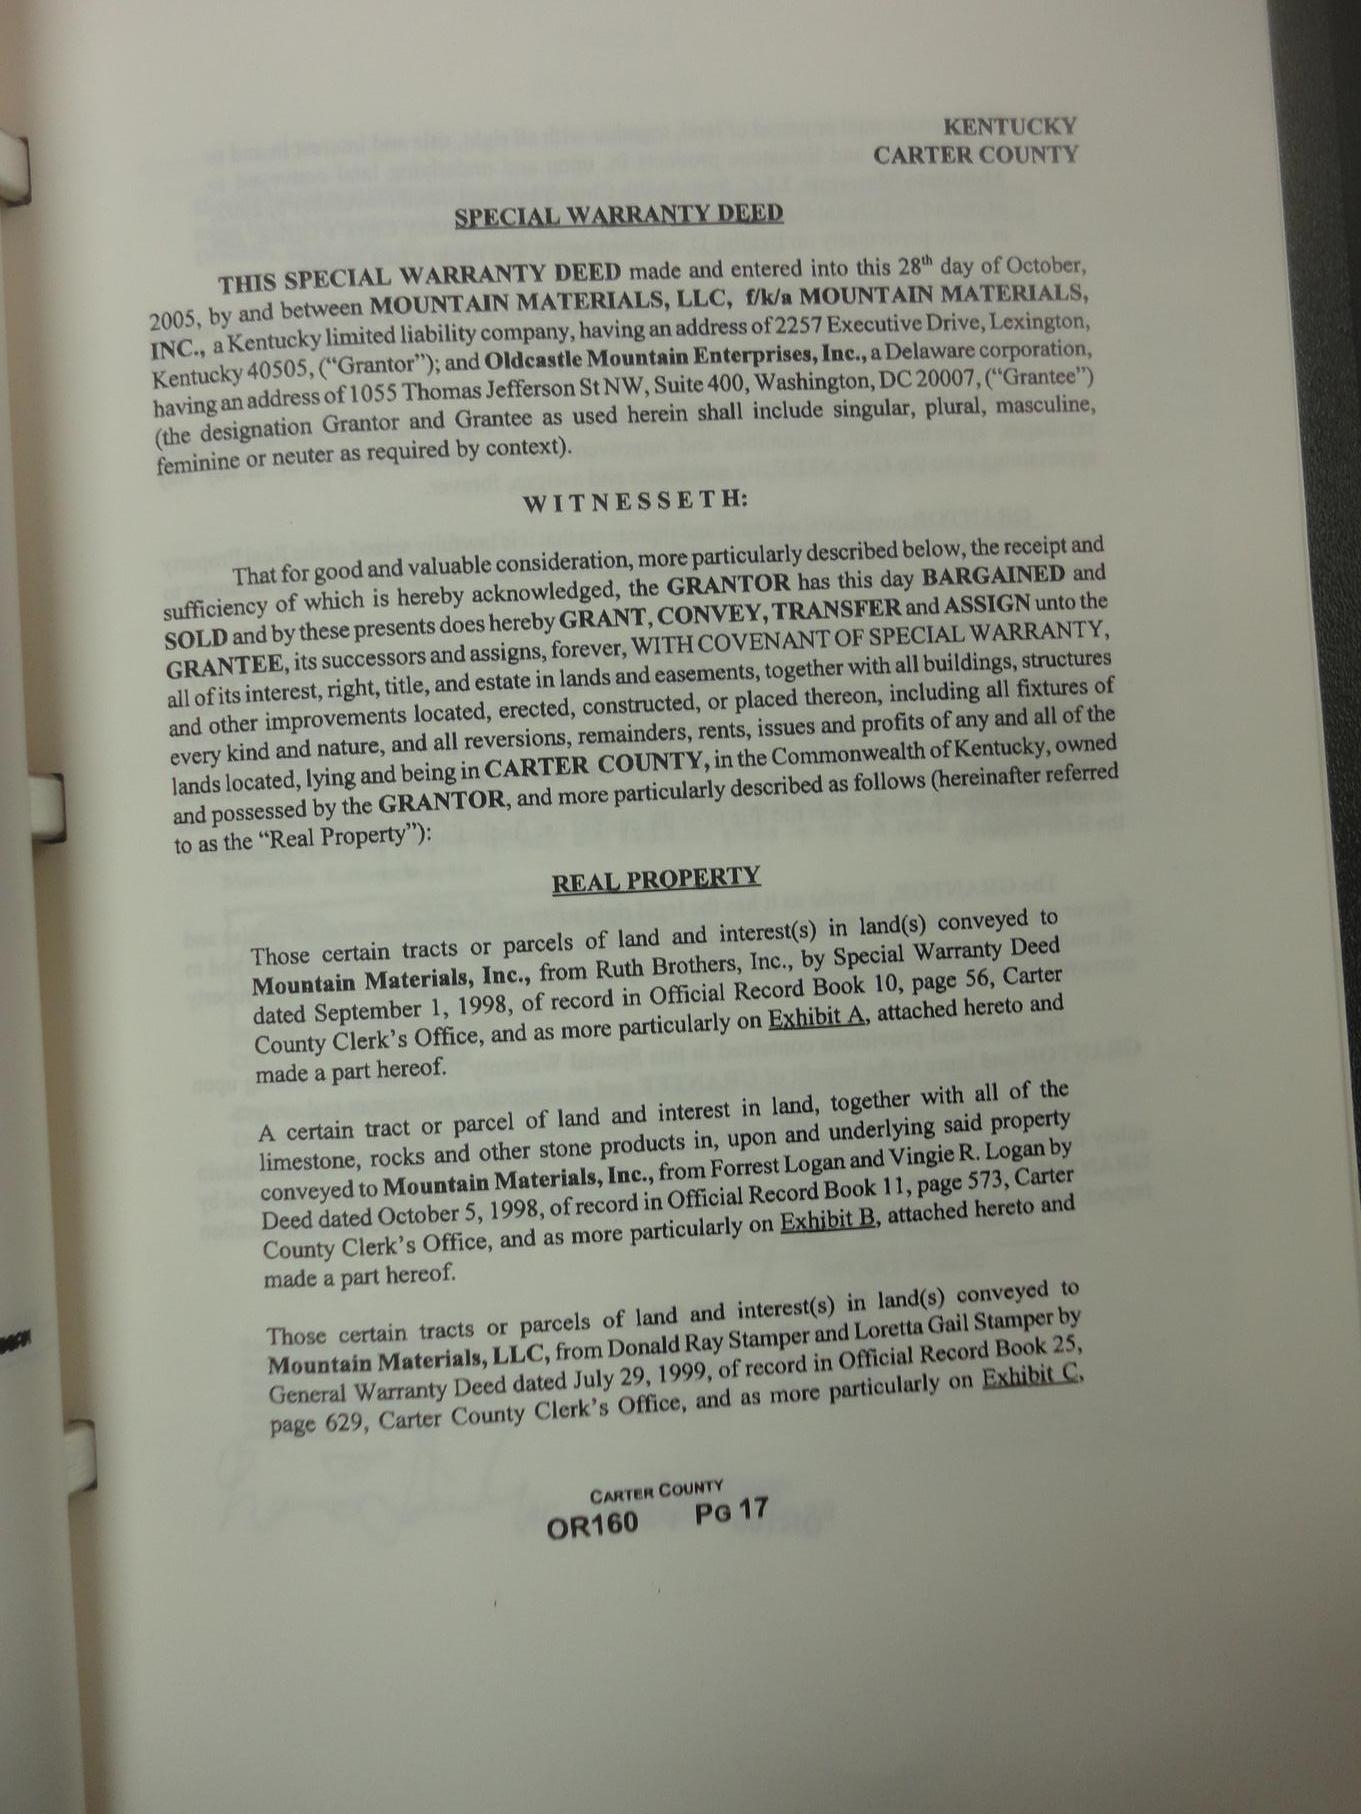 KENTUCKY
CARTER COUNTY
SPECIAL WARRANTY DEED
THIS SPECIAL WARRANTY DEED made and entered into this 28th day of October,
2005, by and between MOUNTAIN MATERIALS, LLC, f/k/a MOUNTAIN MATERIALS,
INC., a Kentucky limited liability company, having an address of 2257 Executive Drive, Lexington,
Kentucky 40505, (“Grantor”); and Oldcastle Mountain Enterprises, Inc., a Delaware corporation,
having an address of 1055 Thomas Jefferson St NW, Suite 400, Washington, DC 20007, (“Grantee”)
(the designation Grantor and Grantee as used herein shall include singular, plural, masculine,
feminine or neuter as required by context).
WITNESSETH:
That for good and valuable consideration, more particularly described below, the receipt and
sufficiency of which is hereby acknowledged, the GRANTOR has this day BARGAINED and
SOLD and by these presents does hereby GRANT, CONVEY, TRANSFER and ASSIGN unto the
GRANTEE, its successors and assigns, forever, WITH COVENANT OF SPECIAL WARRANTY,
all of its interest, right, title, and estate in lands and easements, together with all buildings, structures
and other improvements located, erected, constructed, or placed thereon, including all fixtures of
every kind and nature, and all reversions, remainders, rents, issues and profits of any and all of the
lands located, lying and being in CARTER COUNTY, in the Commonwealth of Kentucky, owned
and possessed by the GRANTOR, and more particularly described as follows (hereinafter referred
to as the “Real Property”):
REAL PROPERTY
Those certain tracts or parcels of land and interest(s) in land(s) conveyed to
Mountain Materials, Inc., from Ruth Brothers, Inc., by Special Warranty Deed
dated September 1, 1998, of record in Official Record Book 10, page 56, Carter
County Clerk’s Office, and as more particularly on Exhibit A, attached hereto and
made a part hereof.
A certain tract or parcel of land and interest in land, together with all of the
limestone, rocks and other stone products in, upon and underlying said property
conveyed to Mountain Materials, Inc., from Forrest Logan and Vingie R. Logan by
Deed dated October 5, 1998, of record in Official Record Book 11, page 573, Carter
County Clerk’s Office, and as more particularly on Exhibit B, attached hereto and
made a part hereof.
Those certain tracts or parcels of land and interest(s) in land(s) conveyed to
Mountain Materials, LLC, from Donald Ray Stamper and Loretta Gail Stamper by
General Warranty Deed dated July 29, 1999, of record in Official Record Book 25,
page 629, Carter County Clerk’s Office, and as more particularly on Exhibit C,
CARTER COUNTY
OR160 PG 17